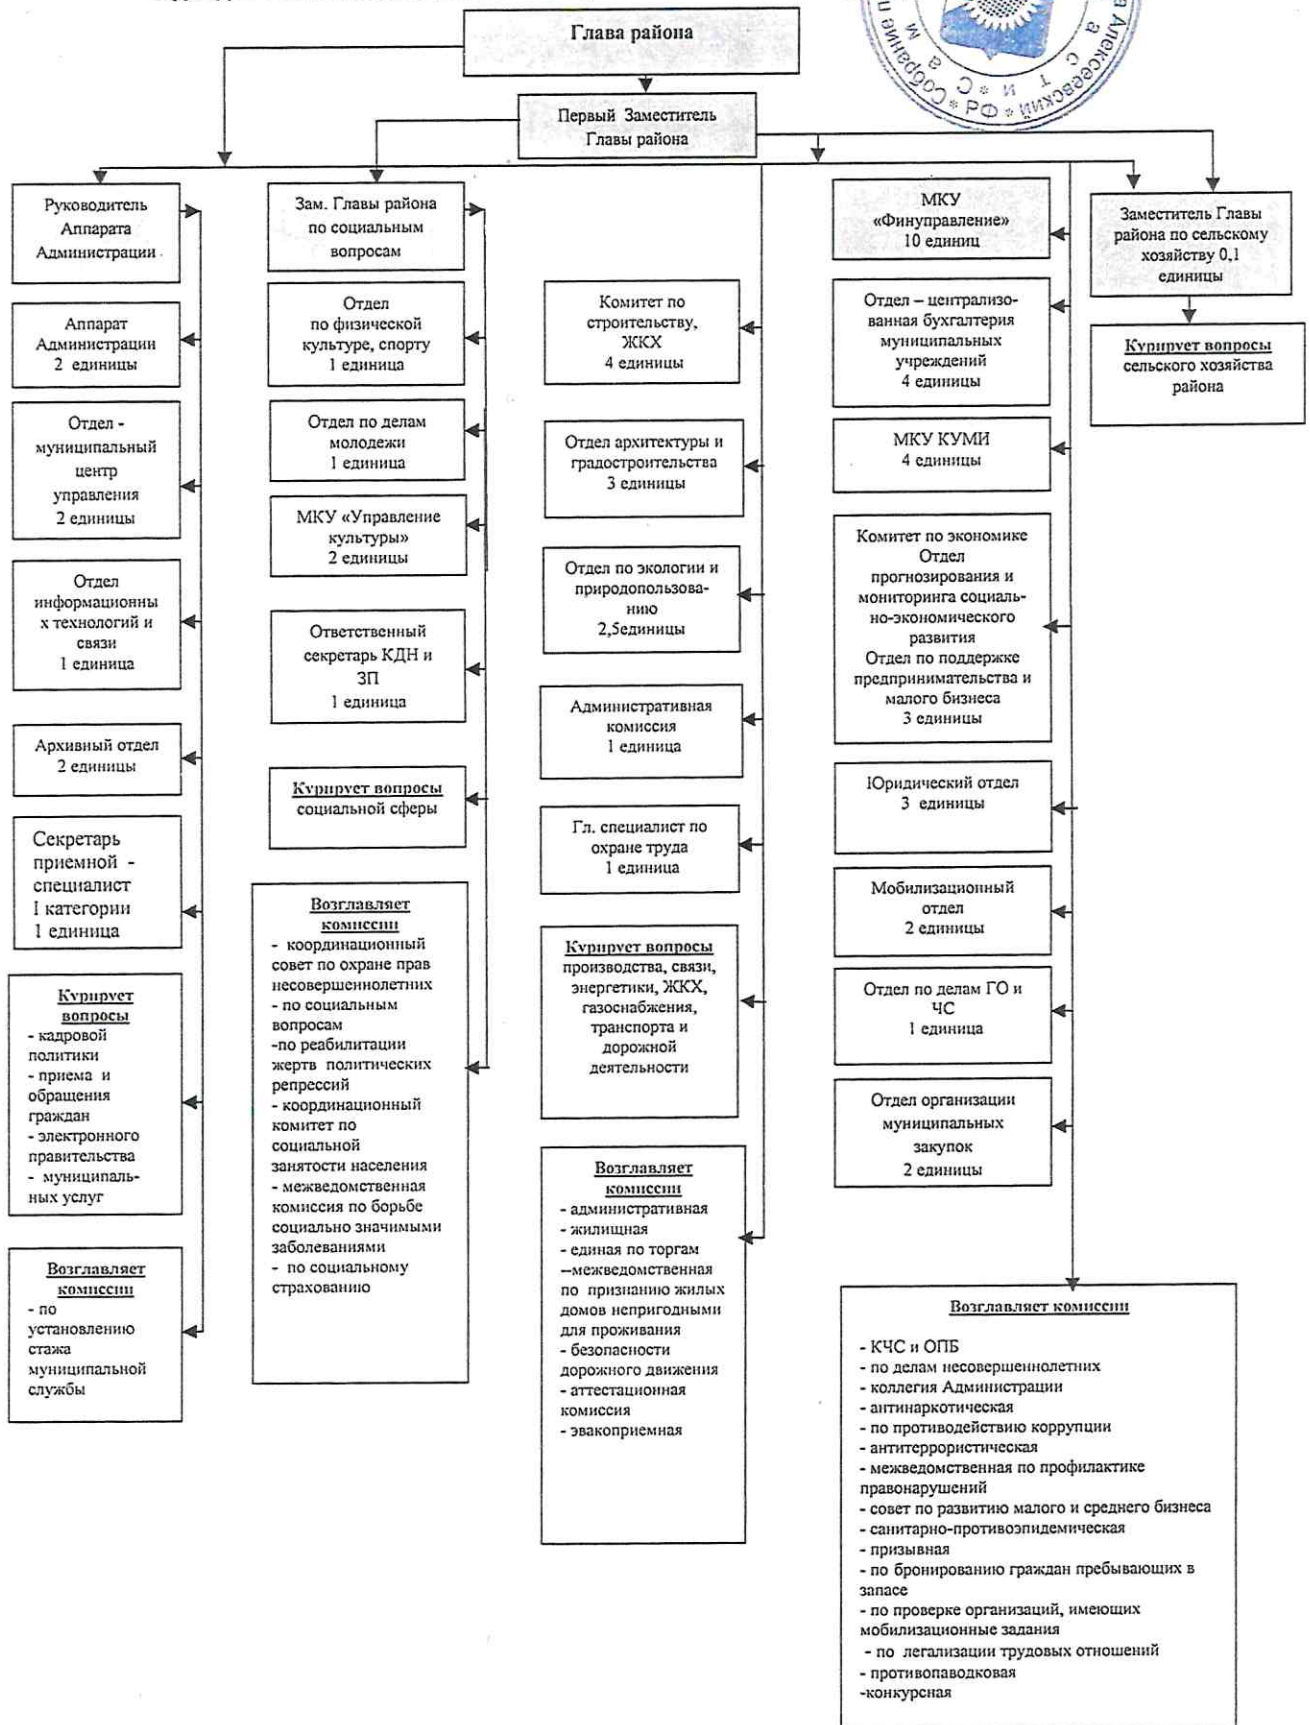 Глава района
Собрание
РФ
Алексеевский
Первый Заместитель
Главы района
Руководитель
Аппарата
Администрации
Аппарат
Администрации
2 единицы
Отдел -
муниципальный
центр
управления
2 единицы
Отдел
информационны
х технологий и
связи
1 единица
Архивный отдел
2 единицы
Секретарь
приемной -
специалист
1 категории
1 единица
Курирует
вопросы
- кадровой
политики
- приема и
обращения
граждан
- электронного
правительства
- муниципаль-
ных услуг
Возглавляет
комиссии
- по
установлению
стажа
муниципальной
службы
Зам. Главы района
по социальным
вопросам
Отдел
по физической
культуре, спорту
1 единица
Отдел по делам
молодежи
1 единица
МКУ «Управление
культуры»
2 единицы
Ответственный
секретарь КДН и
ЗП
1 единица
Курирует вопросы
социальной сферы
Возглавляет
комиссии
- координационный
совет по охране прав
несовершеннолетних
- по социальным
вопросам
-по реабилитации
жертв политических
репрессий
- координационный
комитет по
социальной
занятости населения
- межведомственная
комиссия по борьбе
социально значимыми
заболеваниями
- по социальному
страхованию
Комитет по
строительству,
ЖКХ
4 единицы
Отдел архитектуры и
градостроительства
3 единицы
Отдел по экологии и
природопользова-
нию
2,5единицы
Административная
комиссия
1 единица
Гл. специалист по
охране труда
1 единица
Курирует вопросы
производства, связи,
энергетики, ЖКХ,
газоснабжения,
транспорта и
дорожной
деятельности
Возглавляет
комиссии
- административная
- жилищная
- единая по торгам
–межведомственная
по признанию жилых
домов непригодными
для проживания
- безопасности
дорожного движения
- аттестационная
комиссия
- эвакоприемная
МКУ
«Финуправление»
10 единиц
Отдел – централизо-
ванная бухгалтерия
муниципальных
учреждений
4 единицы
МКУ КУМИ
4 единицы
Комитет по экономике
Отдел
прогнозирования и
мониторинга социаль-
но-экономического
развития
Отдел по поддержке
предпринимательства и
малого бизнеса
3 единицы
Юридический отдел
3 единицы
Мобилизационный
отдел
2 единицы
Отдел по делам ГО и
ЧС
1 единица
Отдел организации
муниципальных
закупок
2 единицы
Возглавляет комиссии
- КЧС и ОПБ
- по делам несовершеннолетних
- коллегия Администрации
- антинаркотическая
- по противодействию коррупции
- антитеррористическая
- межведомственная по профилактике
правонарушений
- совет по развитию малого и среднего бизнеса
- санитарно-противоэпидемическая
- призывная
- по бронированию граждан пребывающих в
запасе
- по проверке организаций, имеющих
мобилизационные задания
- по легализации трудовых отношений
- противопаводковая
-конкурсная
Заместитель Главы
района по сельскому
хозяйству 0,1
единицы
Курирует вопросы
сельского хозяйства
района